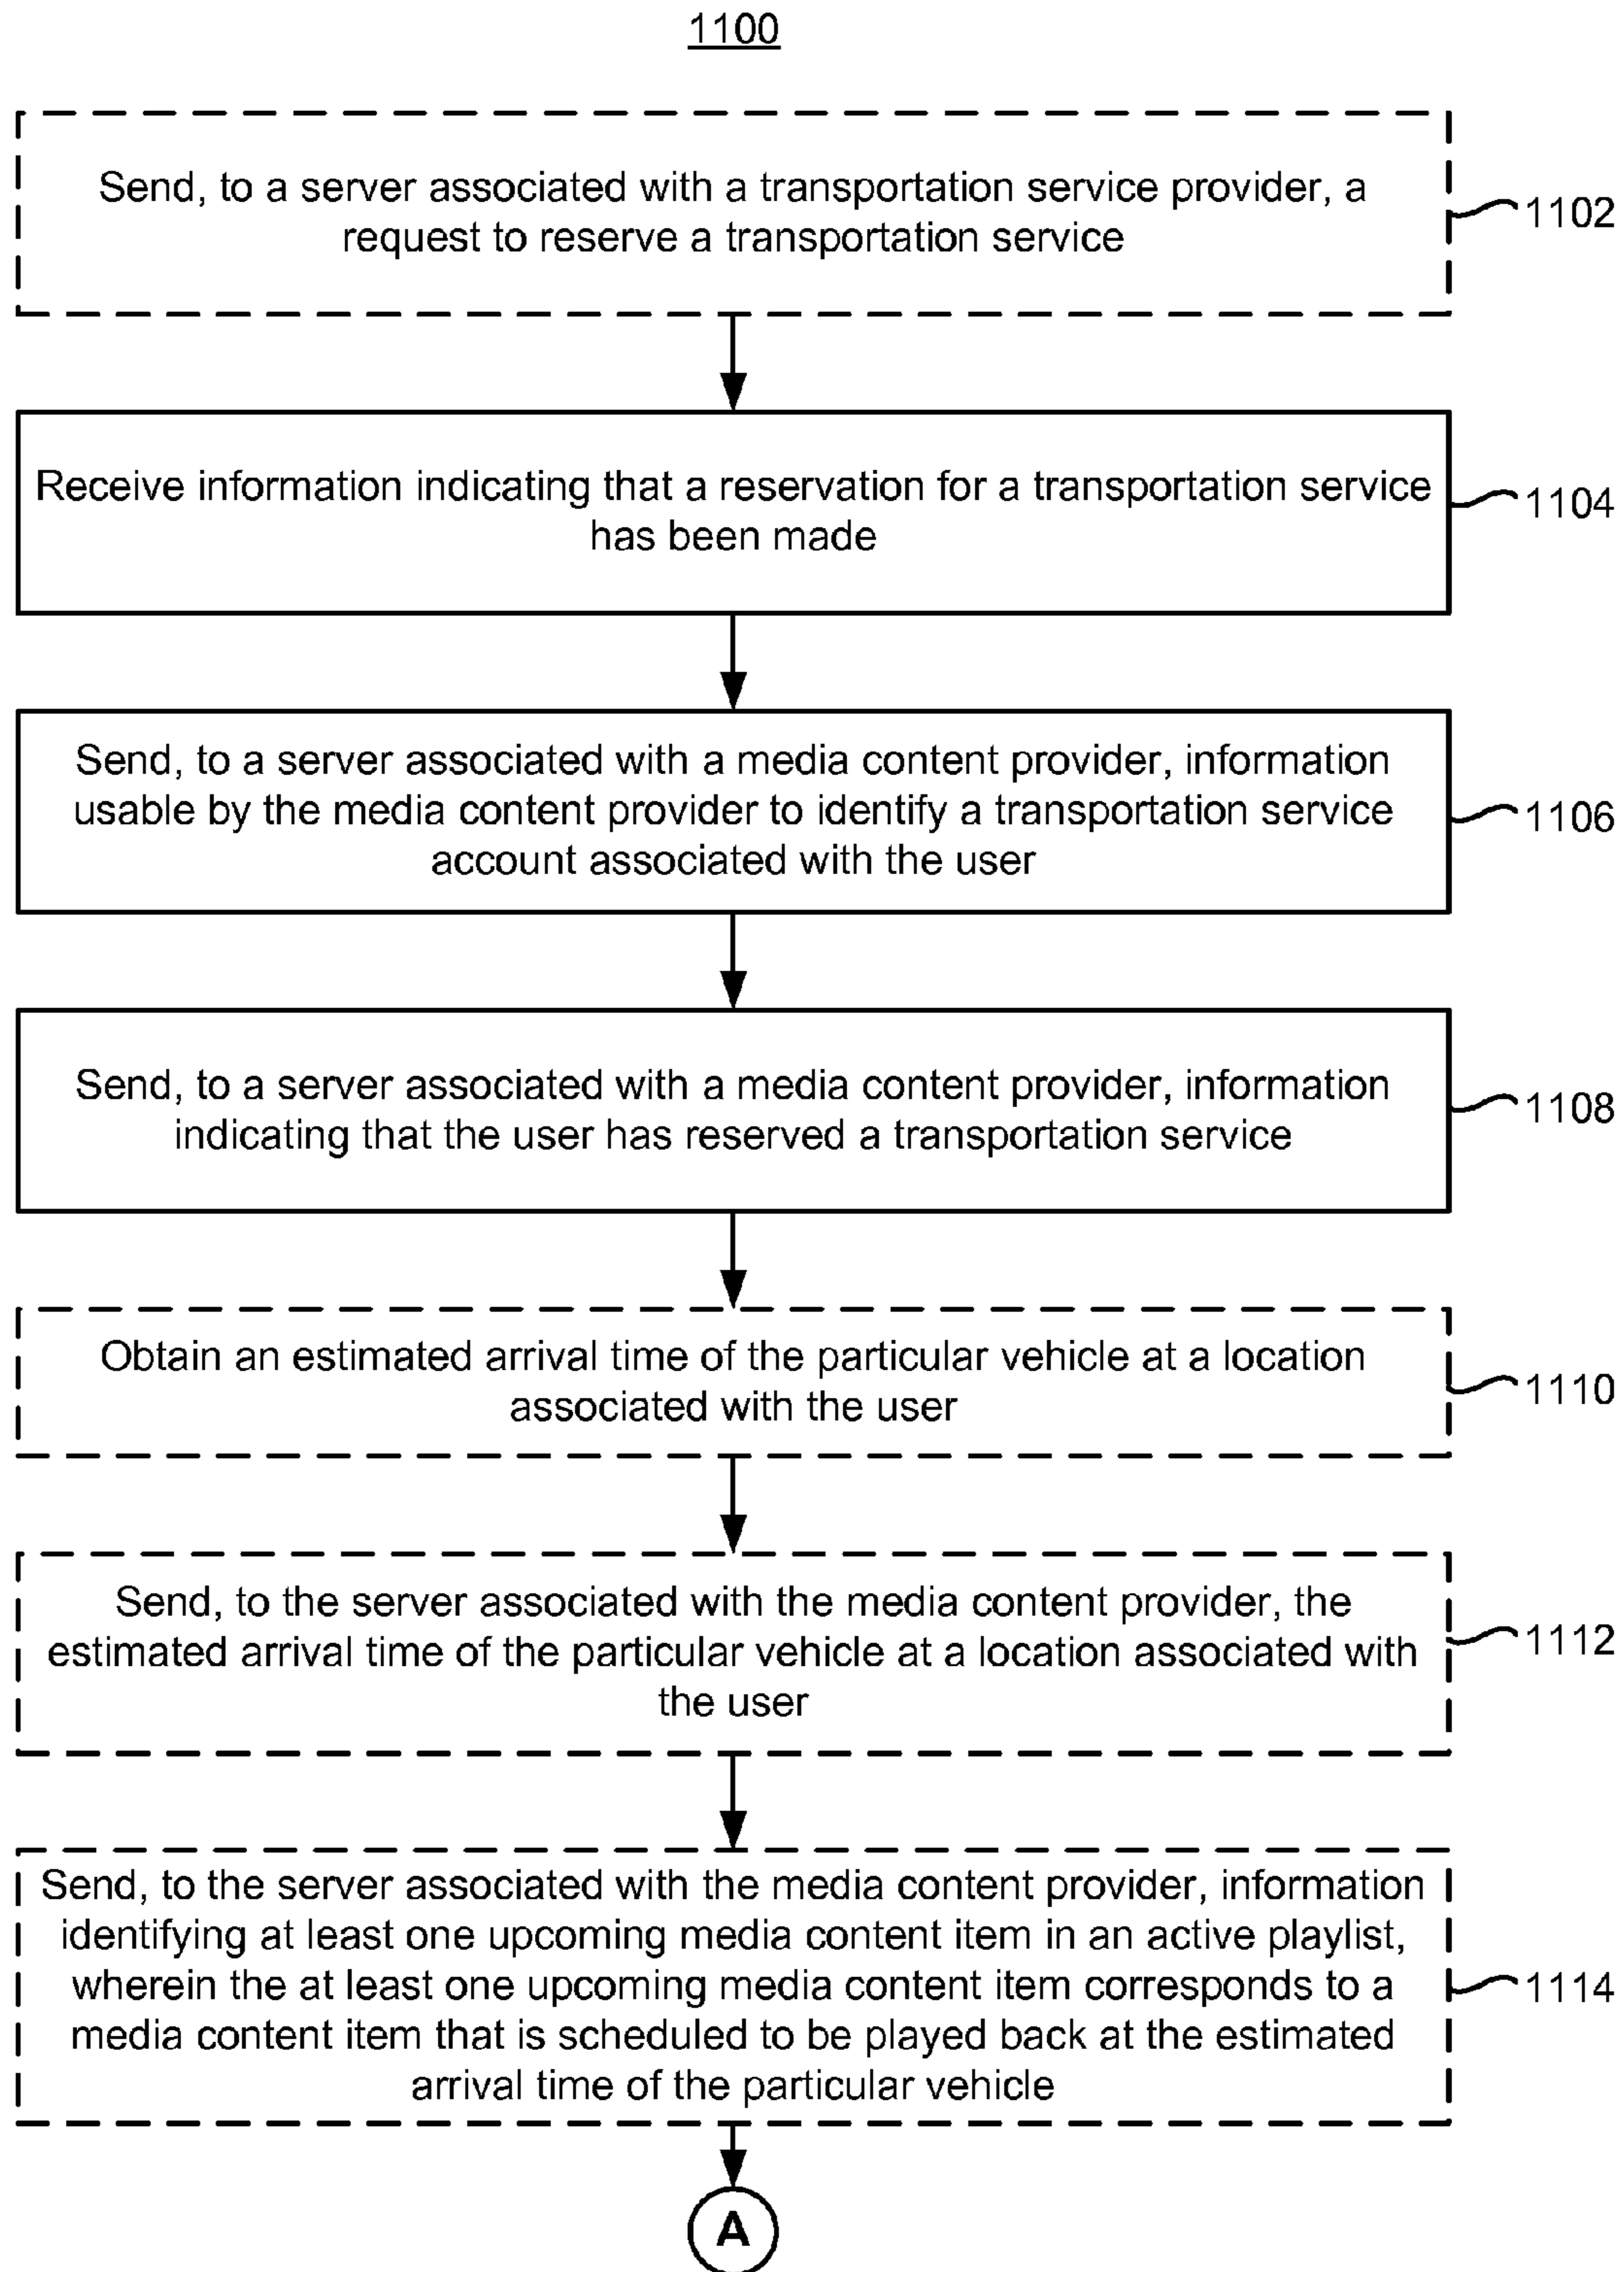 1100
Send, to a server associated with a transportation service provider, a
request to reserve a transportation service
1102
Receive information indicating that a reservation for a transportation service
has been made
1104
Send, to a server associated with a media content provider, information
usable by the media content provider to identify a transportation service
account associated with the user
1106
Send, to a server associated with a media content provider, information
indicating that the user has reserved a transportation service
1108
Obtain an estimated arrival time of the particular vehicle at a location
associated with the user
1110
Send, to the server associated with the media content provider, the
estimated arrival time of the particular vehicle at a location associated with
the user
1112
Send, to the server associated with the media content provider, information
identifying at least one upcoming media content item in an active playlist,
wherein the at least one upcoming media content item corresponds to a
media content item that is scheduled to be played back at the estimated
arrival time of the particular vehicle
1114
A